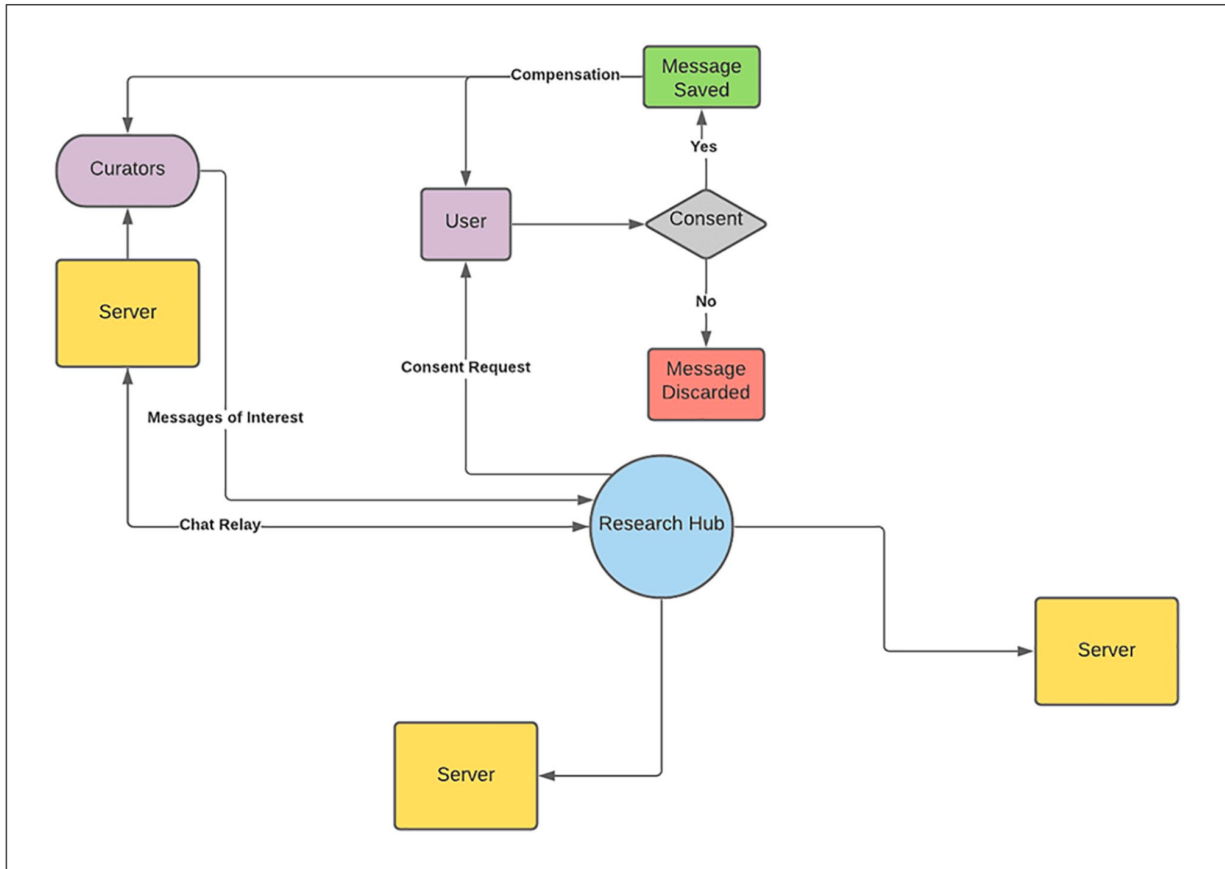 Compensation
Message
Saved
Curators
Yes
User
Consent
Server
No
Consent Request
Message
Discarded
Messages of Interest
Chat Relay
Research Hub
Server
Server